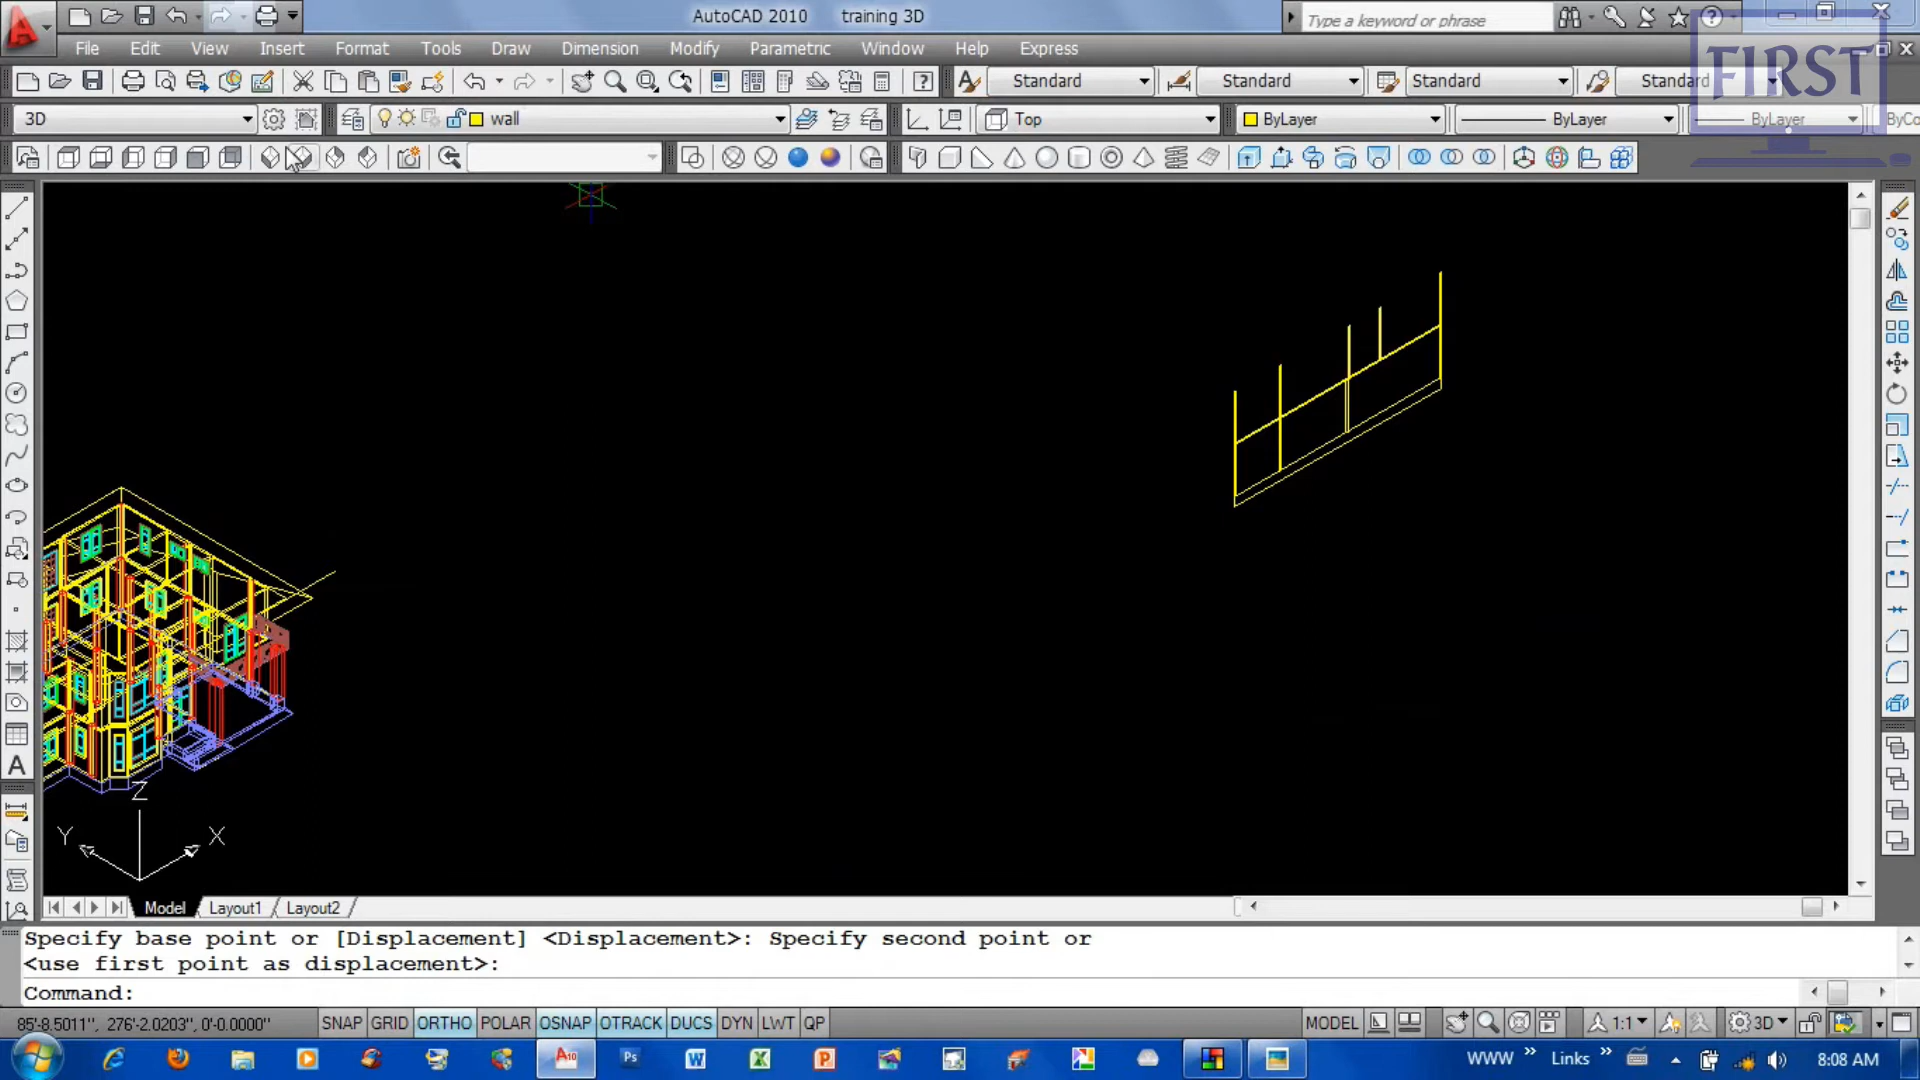 AutoCAD 2010 training 3D
Type a keyword or phrase
File Edit View Insert Format Tools Draw Dimension Modify Parametric Window Help Express
FIRST
Standard Standard Standard Standard
3D wall Top ByLayer ByLayer ByLayer ByCo
Z
Y X
Model Layout1 Layout2
Specify base point or [Displacement] <Displacement>: Specify second point or
<use first point as displacement>:
Command:
85'-8.5011", 276'-2.0203", 0'-0.0000" SNAP GRID ORTHO POLAR OSNAP OTRACK DUCS DYN LWT QP MODEL 1:1 3D
A10 Ps WWW » Links » 8:08 AM